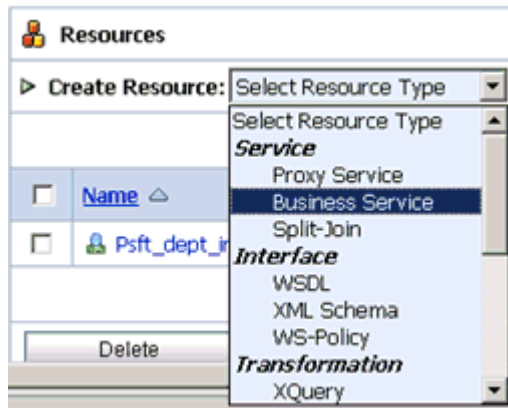 Resources
Create Resource: Select Resource Type
Select Resource Type
Service
Proxy Service
Business Service
Split-Join
Interface
WSDL
XML Schema
WS-Policy
Transformation
XQuery
Name
Psft_dept_i
Delete